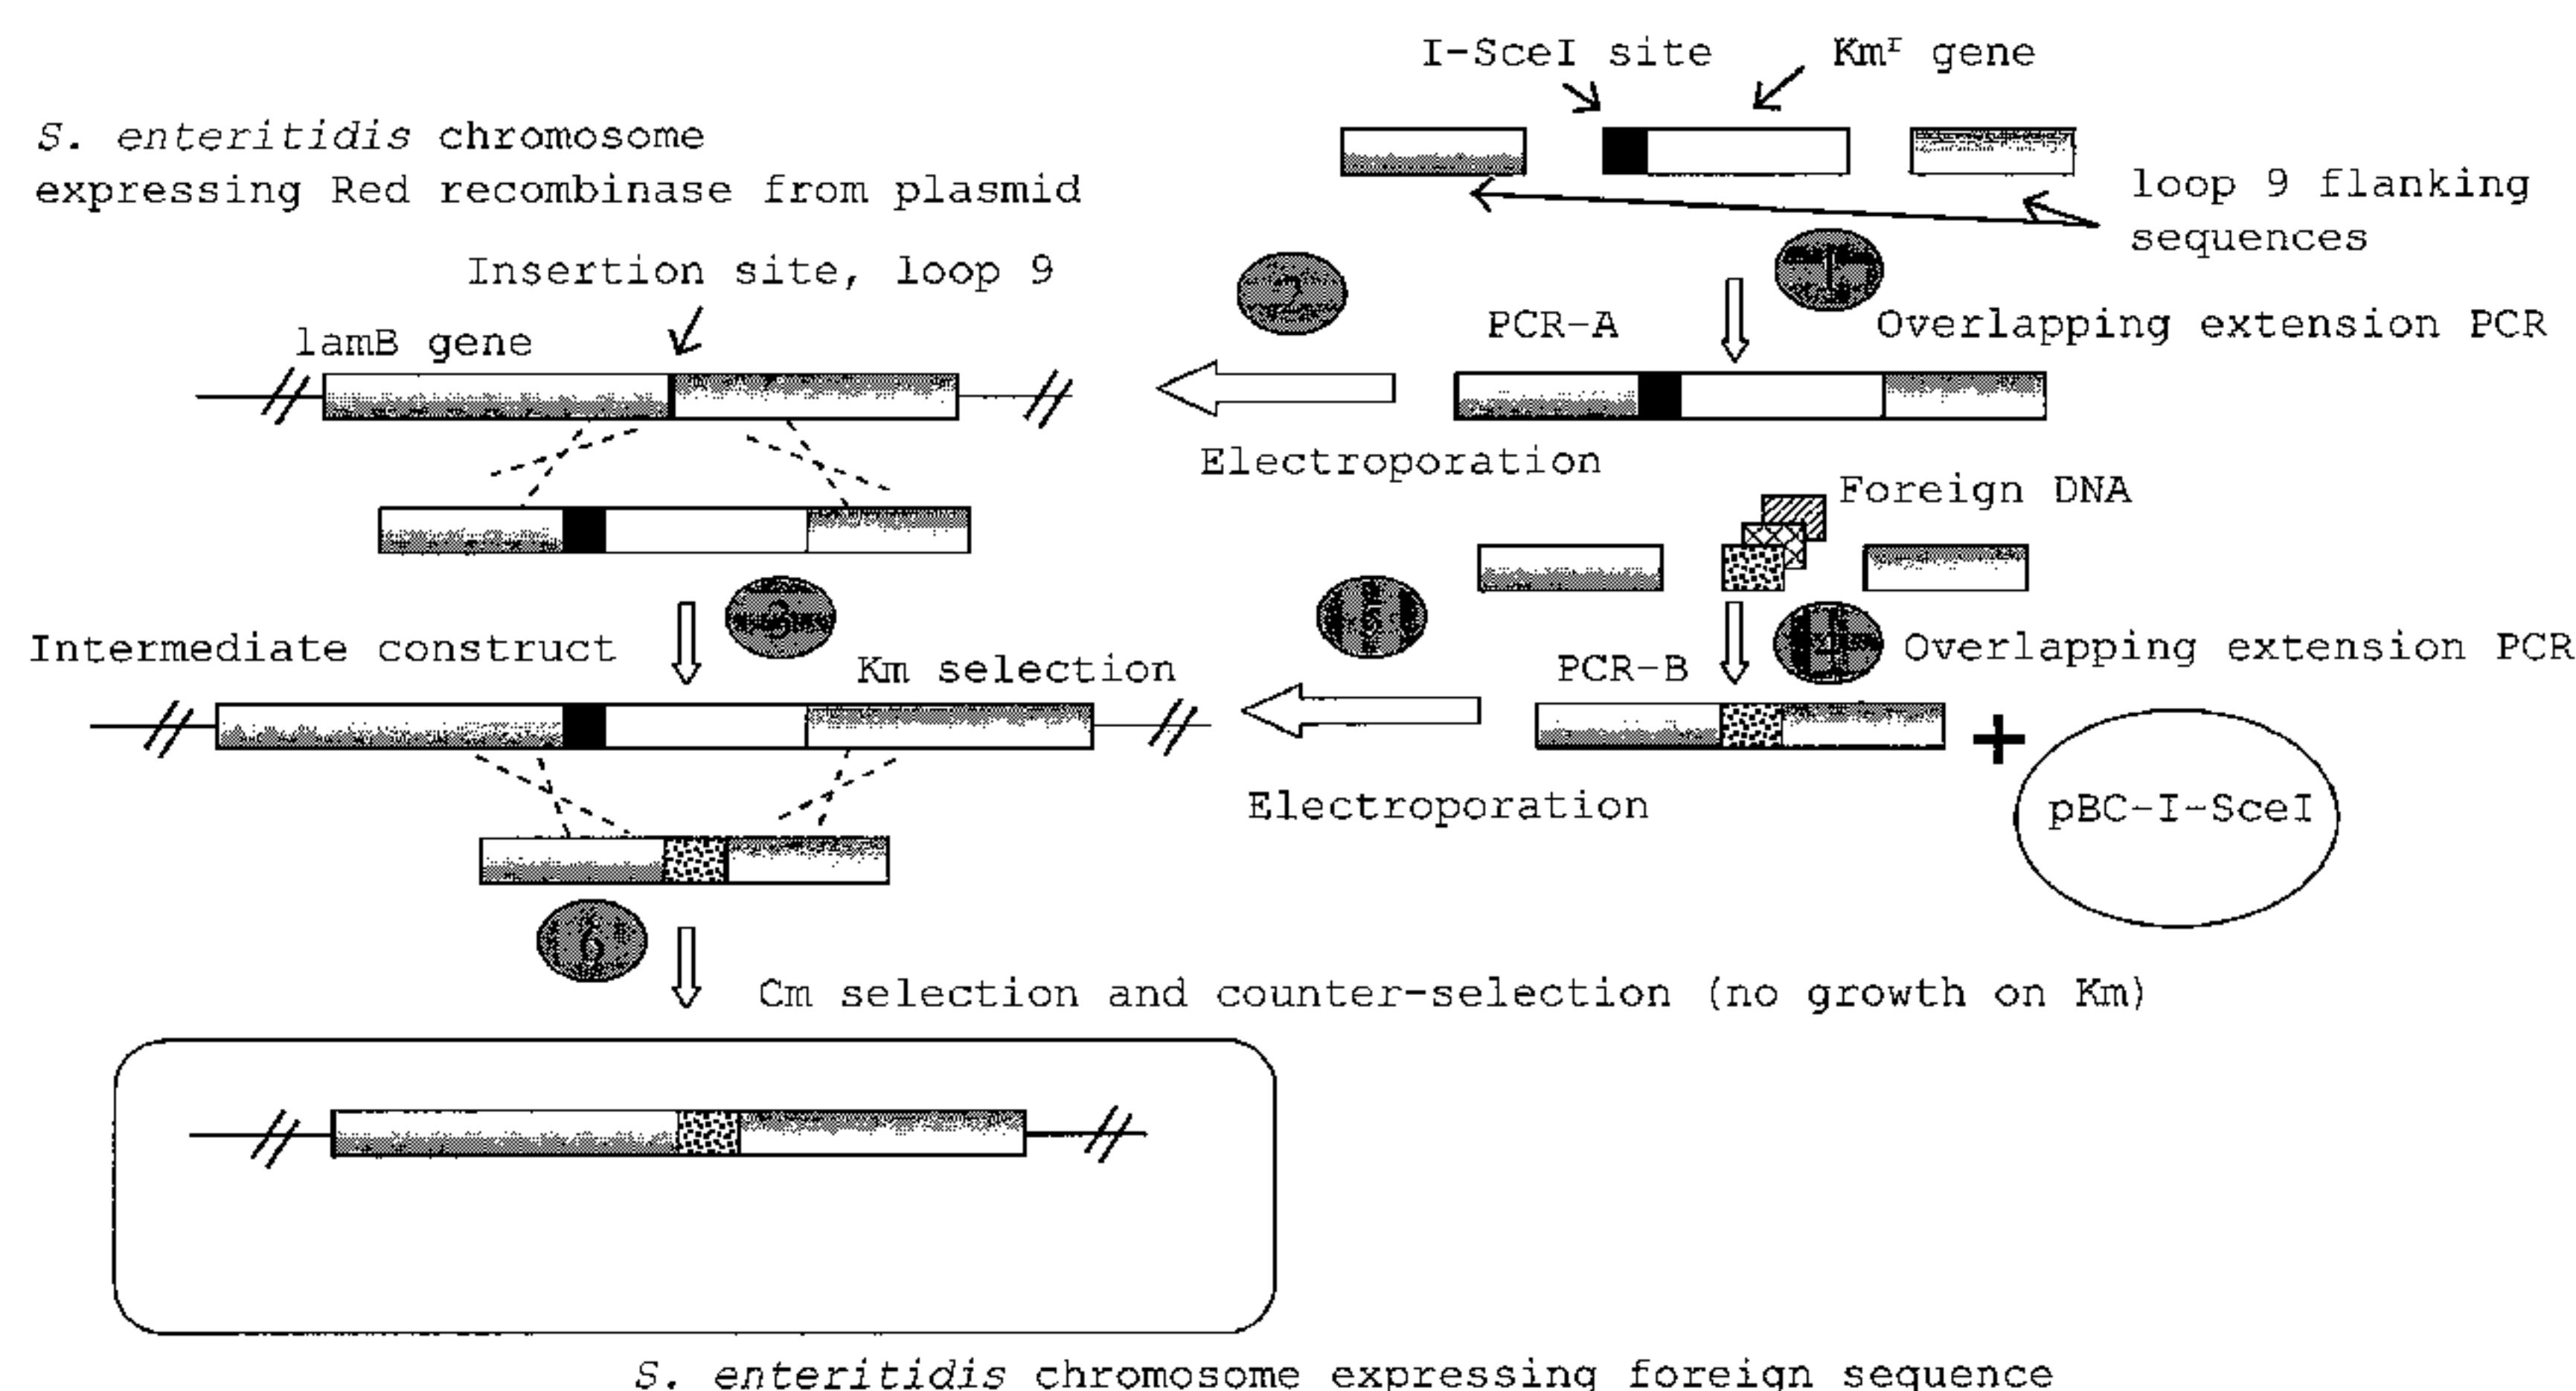 I-SceI site
Kmʳ gene
S. enteritidis chromosome
expressing Red recombinase from plasmid
loop 9 flanking
sequences
Insertion site, loop 9
1
2
lamB gene
PCR-A
Overlapping extension PCR
Electroporation
Foreign DNA
3
5
4
Intermediate construct
Km selection
PCR-B
Overlapping extension PCR
Electroporation
+
pBC-I-SceI
6
Cm selection and counter-selection (no growth on Km)
S. enteritidis chromosome expressing foreign sequence